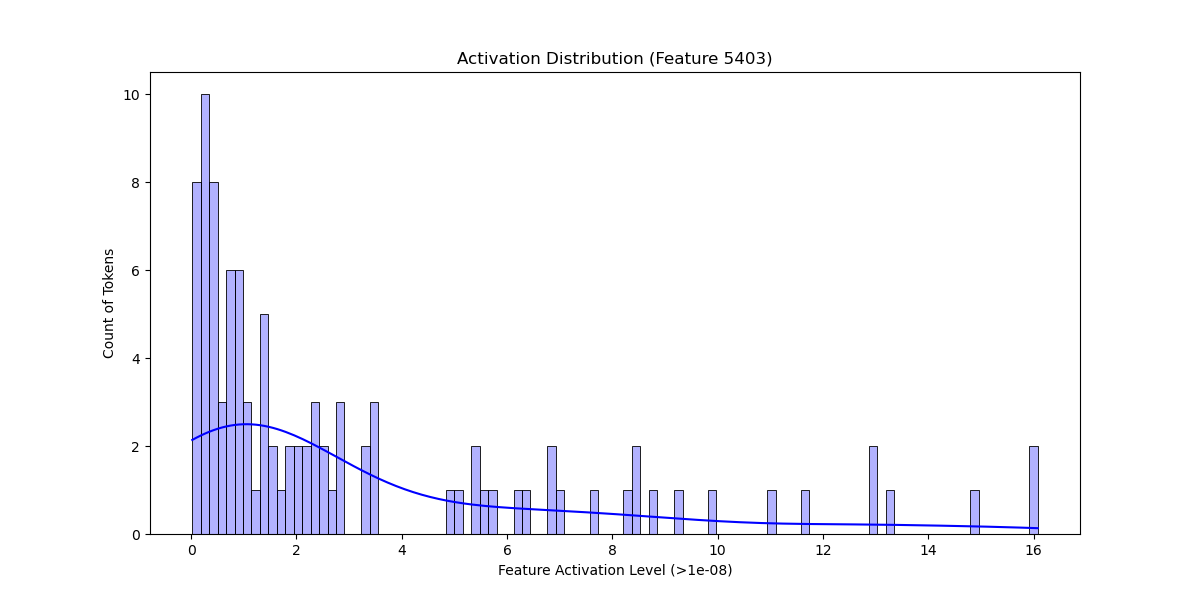 Activation Distribution (Feature 5403)
10
8
6
4
2
0
Count of Tokens
0 2 4 6 8 10 12 14 16
Feature Activation Level (>1e-08)